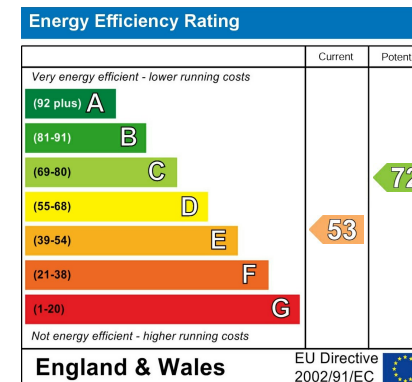 Energy Efficiency Rating
Current Potent
Very energy efficient - lower running costs
(92 plus) A
(81-91) B
(69-80) C
72
(55-68) D
(39-54) E
53
(21-38) F
(1-20) G
Not energy efficient - higher running costs
England & Wales
EU Directive
2002/91/EC